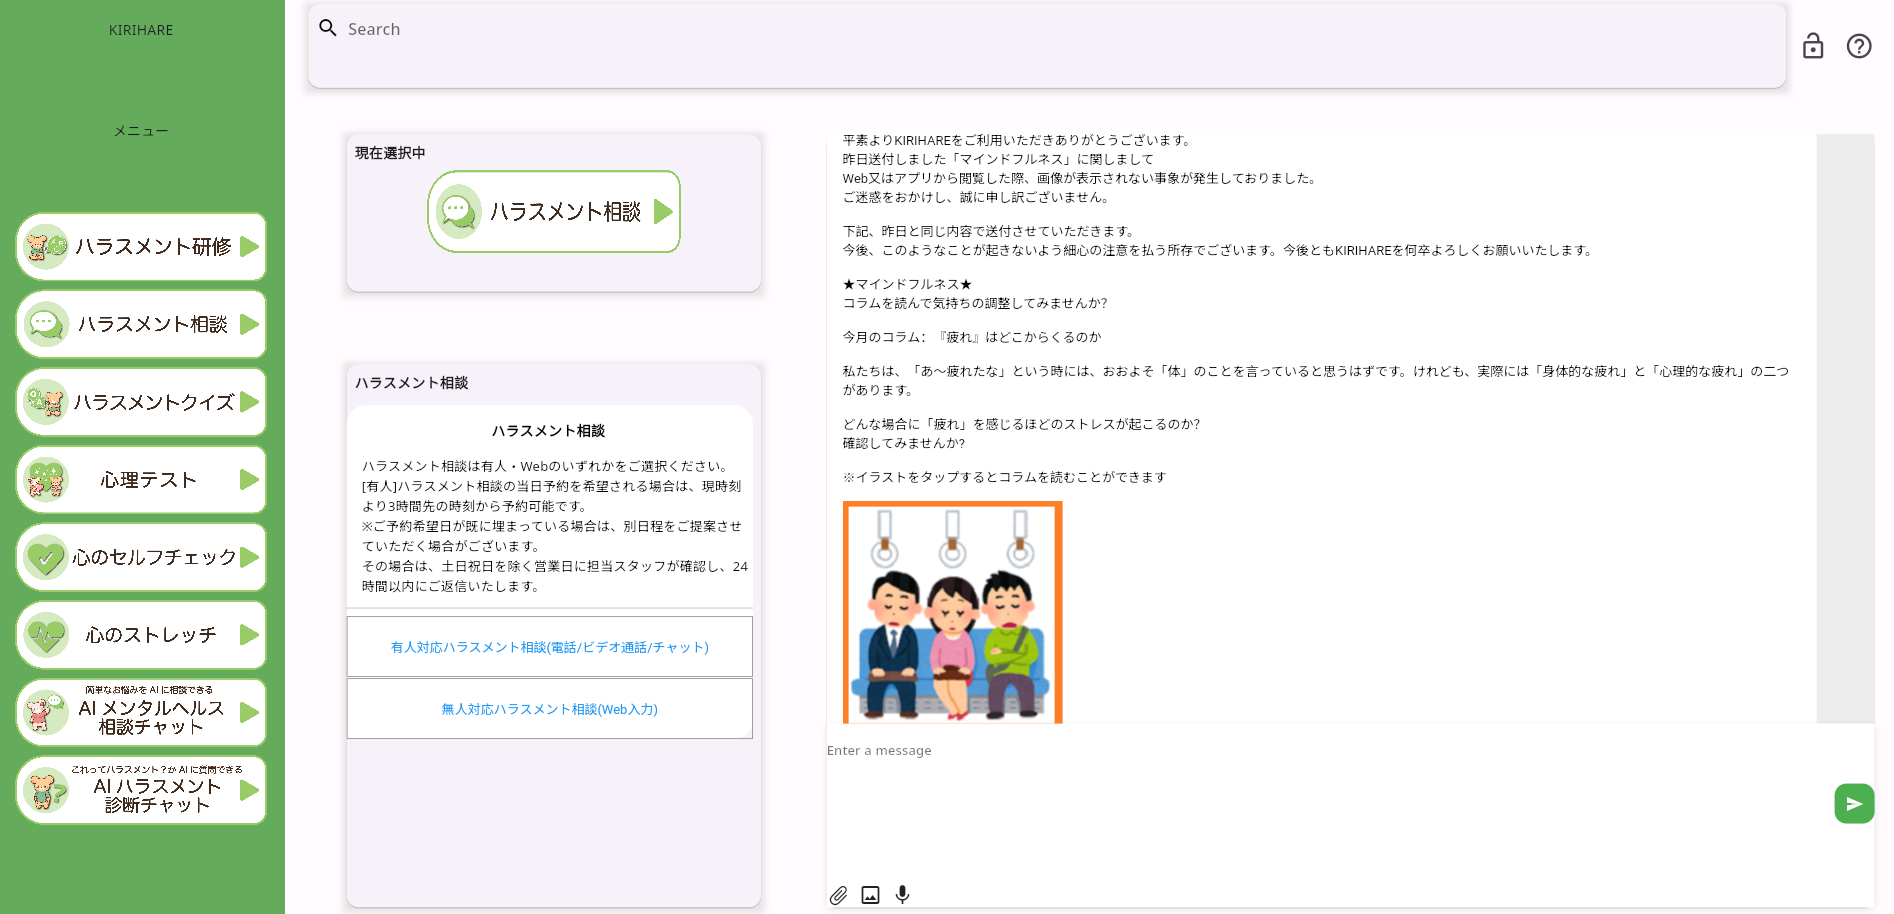 KIRIHARE
メニュー
ハラスメント研修
ハラスメント相談
ハラスメントクイズ
心理テスト
心のセルフチェック
心のストレッチ
簡単なお悩みを AI に相談できる
AI メンタルヘルス
相談チャット
これってハラスメント？か AI に質問できる
AI ハラスメント
診断チャット
Search
現在選択中
ハラスメント相談
ハラスメント相談
ハラスメント相談
ハラスメント相談は有人・Webのいずれかをご選択ください。
[有人]ハラスメント相談の当日予約を希望される場合は、現時刻
より3時間先の時刻から予約可能です。
※ご予約希望日が既に埋まっている場合は、別日程をご提案させ
ていただく場合がございます。
その場合は、土日祝日を除く営業日に担当スタッフが確認し、24
時間以内にご返信いたします。
有人対応ハラスメント相談(電話/ビデオ通話/チャット)
無人対応ハラスメント相談(Web入力)
平素よりKIRIHAREをご利用いただきありがとうございます。
昨日送付しました「マインドフルネス」に関しまして
Web又はアプリから閲覧した際、画像が表示されない事象が発生しておりました。
ご迷惑をおかけし、誠に申し訳ございません。
下記、昨日と同じ内容で送付させていただきます。
今後、このようなことが起きないよう細心の注意を払う所存でございます。今後ともKIRIHAREを何卒よろしくお願いいたします。
★マインドフルネス★
コラムを読んで気持ちの調整してみませんか?
今月のコラム：『疲れ』はどこからくるのか
私たちは、「あ〜疲れたな」という時には、おおよそ「体」のことを言っていると思うはずです。けれども、実際には「身体的な疲れ」と「心理的な疲れ」の二つ
があります。
どんな場合に「疲れ」を感じるほどのストレスが起こるのか?
確認してみませんか?
※イラストをタップするとコラムを読むことができます
Enter a message